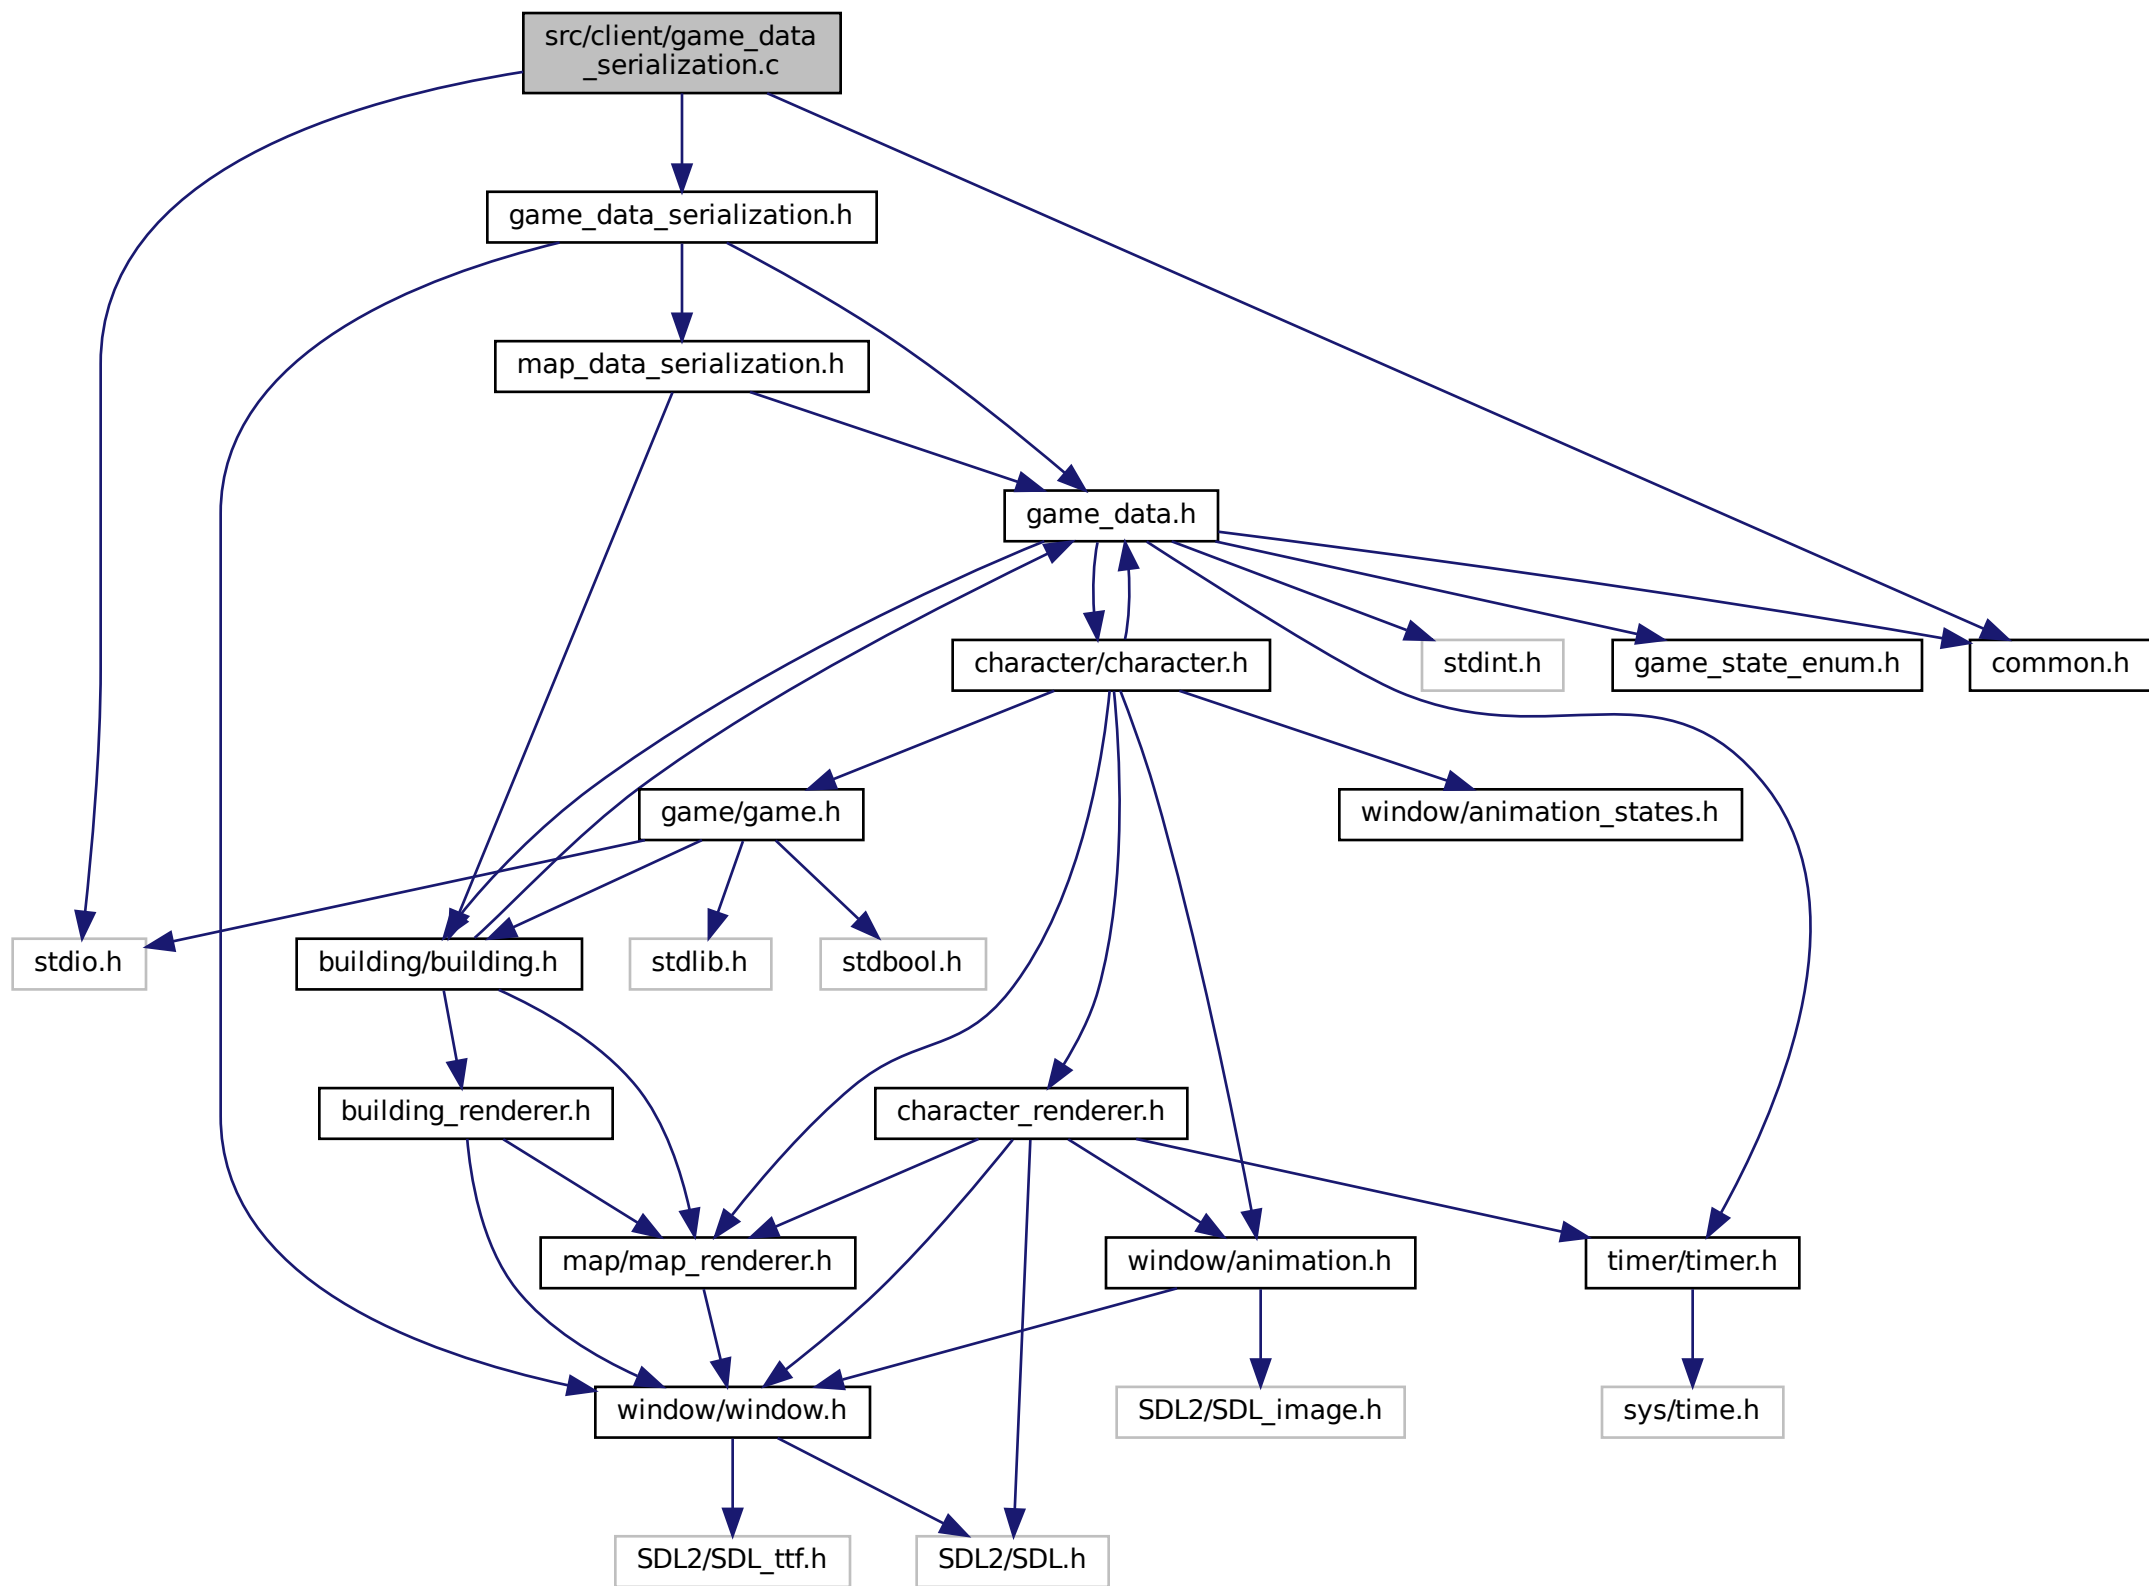 src/client/game_data
_serialization.c
game_data_serialization.h
map_data_serialization.h
game_data.h
character/character.h
stdint.h
game_state_enum.h
common.h
game/game.h
window/animation_states.h
stdio.h
building/building.h
stdlib.h
stdbool.h
building_renderer.h
character_renderer.h
map/map_renderer.h
window/animation.h
timer/timer.h
window/window.h
SDL2/SDL_image.h
sys/time.h
SDL2/SDL_ttf.h
SDL2/SDL.h